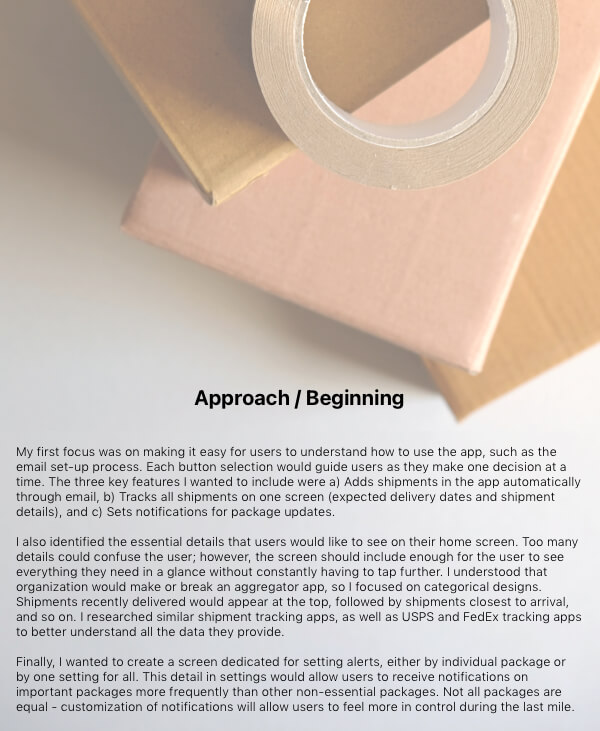 Approach / Beginning
My first focus was on making it easy for users to understand how to use the app, such as the
email set-up process. Each button selection would guide users as they make one decision at a
time. The three key features I wanted to include were a) Adds shipments in the app automatically
through email, b) Tracks all shipments on one screen (expected delivery dates and shipment
details), and c) Sets notifications for package updates.
I also identified the essential details that users would like to see on their home screen. Too many
details could confuse the user; however, the screen should include enough for the user to see
everything they need in a glance without constantly having to tap further. I understood that
organization would make or break an aggregator app, so I focused on categorical designs.
Shipments recently delivered would appear at the top, followed by shipments closest to arrival,
and so on. I researched similar shipment tracking apps, as well as USPS and FedEx tracking apps
to better understand all the data they provide.
Finally, I wanted to create a screen dedicated for setting alerts, either by individual package or
by one setting for all. This detail in settings would allow users to receive notifications on
important packages more frequently than other non-essential packages. Not all packages are
equal - customization of notifications will allow users to feel more in control during the last mile.